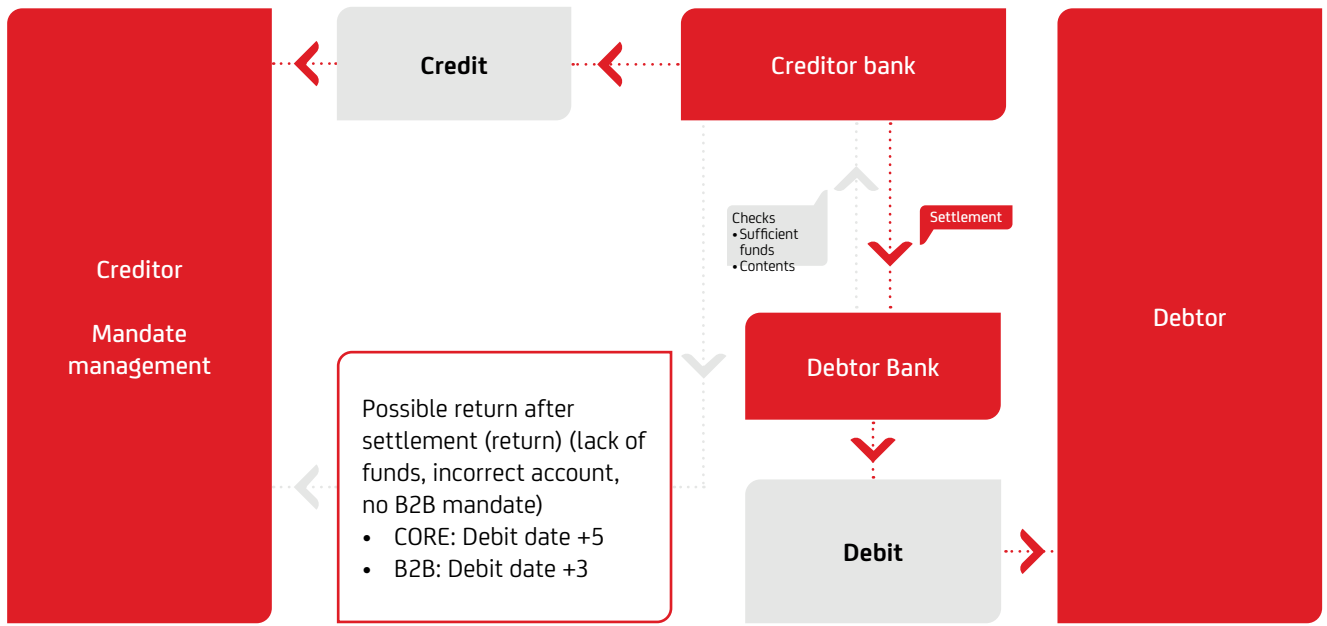 Credit
Creditor bank
Checks
• Sufficient
funds
• Contents
Settlement
Creditor
Mandate
management
Debtor
Debtor Bank
Possible return after
settlement (return) (lack of
funds, incorrect account,
no B2B mandate)
• CORE: Debit date +5
• B2B: Debit date +3
Debit